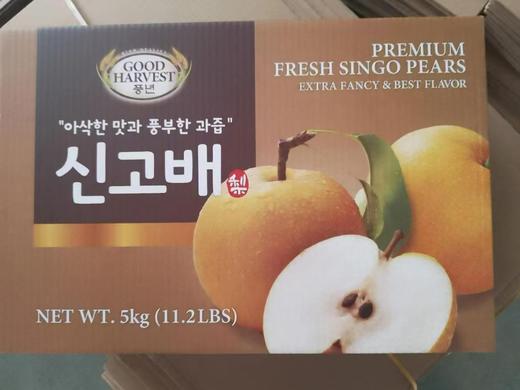 GOOD
HARVEST
풍년
PREMIUM
FRESH SINGO PEARS
EXTRA FANCY & BEST FLAVOR
"아삭한 맛과 풍부한 과즙"
신고배
梨
NET WT. 5kg (11.2LBS)